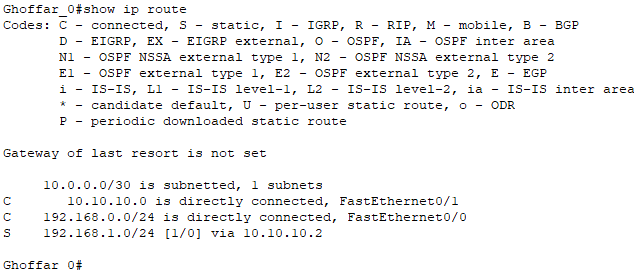 Ghoffar_0#show ip route
Codes: C - connected, S - static, I - IGRP, R - RIP, M - mobile, B - BGP
       D - EIGRP, EX - EIGRP external, O - OSPF, IA - OSPF inter area
       N1 - OSPF NSSA external type 1, N2 - OSPF NSSA external type 2
       E1 - OSPF external type 1, E2 - OSPF external type 2, E - EGP
       i - IS-IS, L1 - IS-IS level-1, L2 - IS-IS level-2, ia - IS-IS inter area
       * - candidate default, U - per-user static route, o - ODR
       P - periodic downloaded static route
Gateway of last resort is not set
     10.0.0.0/30 is subnetted, 1 subnets
C       10.10.10.0 is directly connected, FastEthernet0/1
C    192.168.0.0/24 is directly connected, FastEthernet0/0
S    192.168.1.0/24 [1/0] via 10.10.10.2
Ghoffar_0#